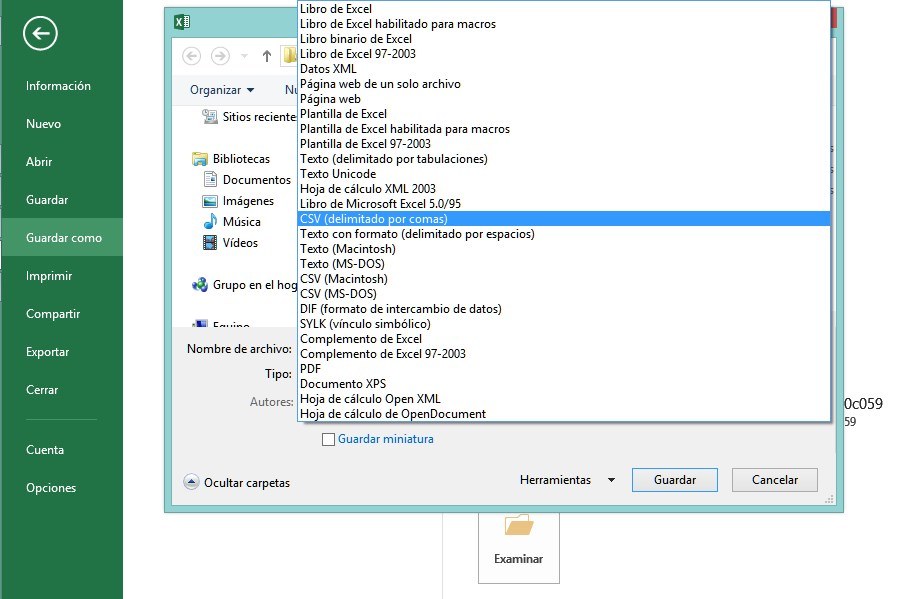 Información
Nuevo
Abrir
Guardar
Guardar como
Imprimir
Compartir
Exportar
Cerrar
Cuenta
Opciones
Organizar
Sitios recientes
Bibliotecas
Documentos
Imágenes
Música
Vídeos
Grupo en el hog
Equipo
Libro de Excel
Libro de Excel habilitado para macros
Libro binario de Excel
Libro de Excel 97-2003
Datos XML
Página web de un solo archivo
Página web
Plantilla de Excel
Plantilla de Excel habilitada para macros
Plantilla de Excel 97-2003
Texto (delimitado por tabulaciones)
Texto Unicode
Hoja de cálculo XML 2003
Libro de Microsoft Excel 5.0/95
CSV (delimitado por comas)
Texto con formato (delimitado por espacios)
Texto (Macintosh)
Texto (MS-DOS)
CSV (Macintosh)
CSV (MS-DOS)
DIF (formato de intercambio de datos)
SYLK (vínculo simbólico)
Complemento de Excel
Complemento de Excel 97-2003
PDF
Documento XPS
Hoja de cálculo Open XML
Hoja de cálculo de OpenDocument
Nombre de archivo:
Tipo:
Autores:
Guardar miniatura
Ocultar carpetas
Herramientas
Guardar
Cancelar
0c059
59
Examinar